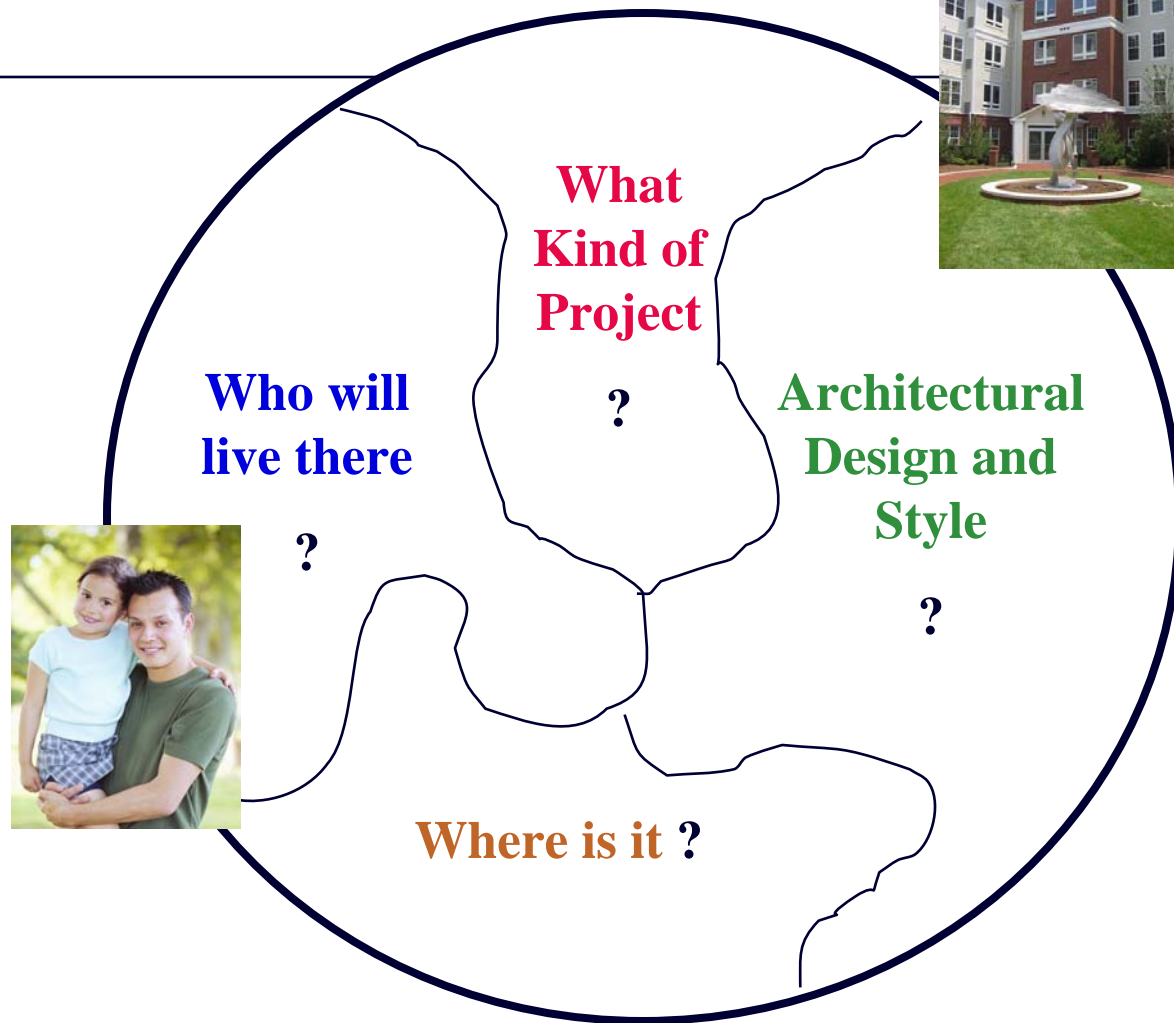 What
Kind of
Project
?
Who will
live there
?
Architectural
Design and
Style
?
Where is it ?